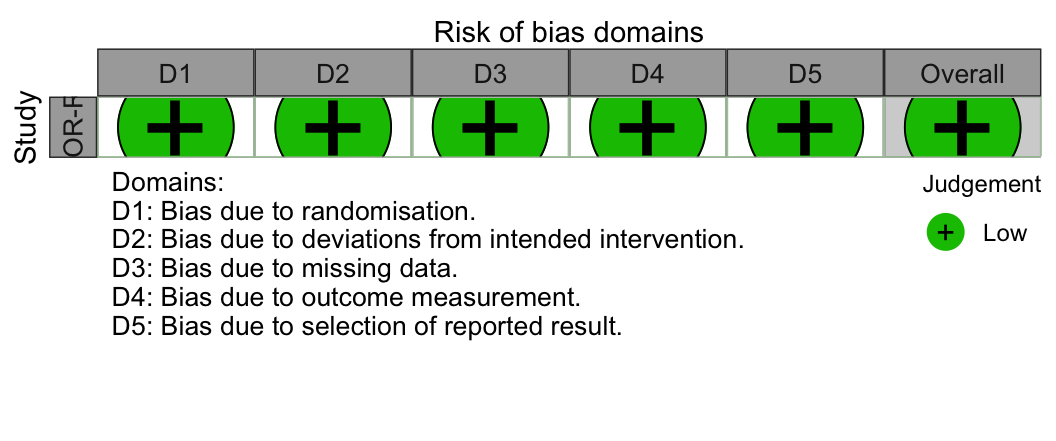 Risk of bias domains
D1 D2 D3 D4 D5 Overall
Study
Domains:
D1: Bias due to randomisation.
D2: Bias due to deviations from intended intervention.
D3: Bias due to missing data.
D4: Bias due to outcome measurement.
D5: Bias due to selection of reported result.
Judgement
+ Low